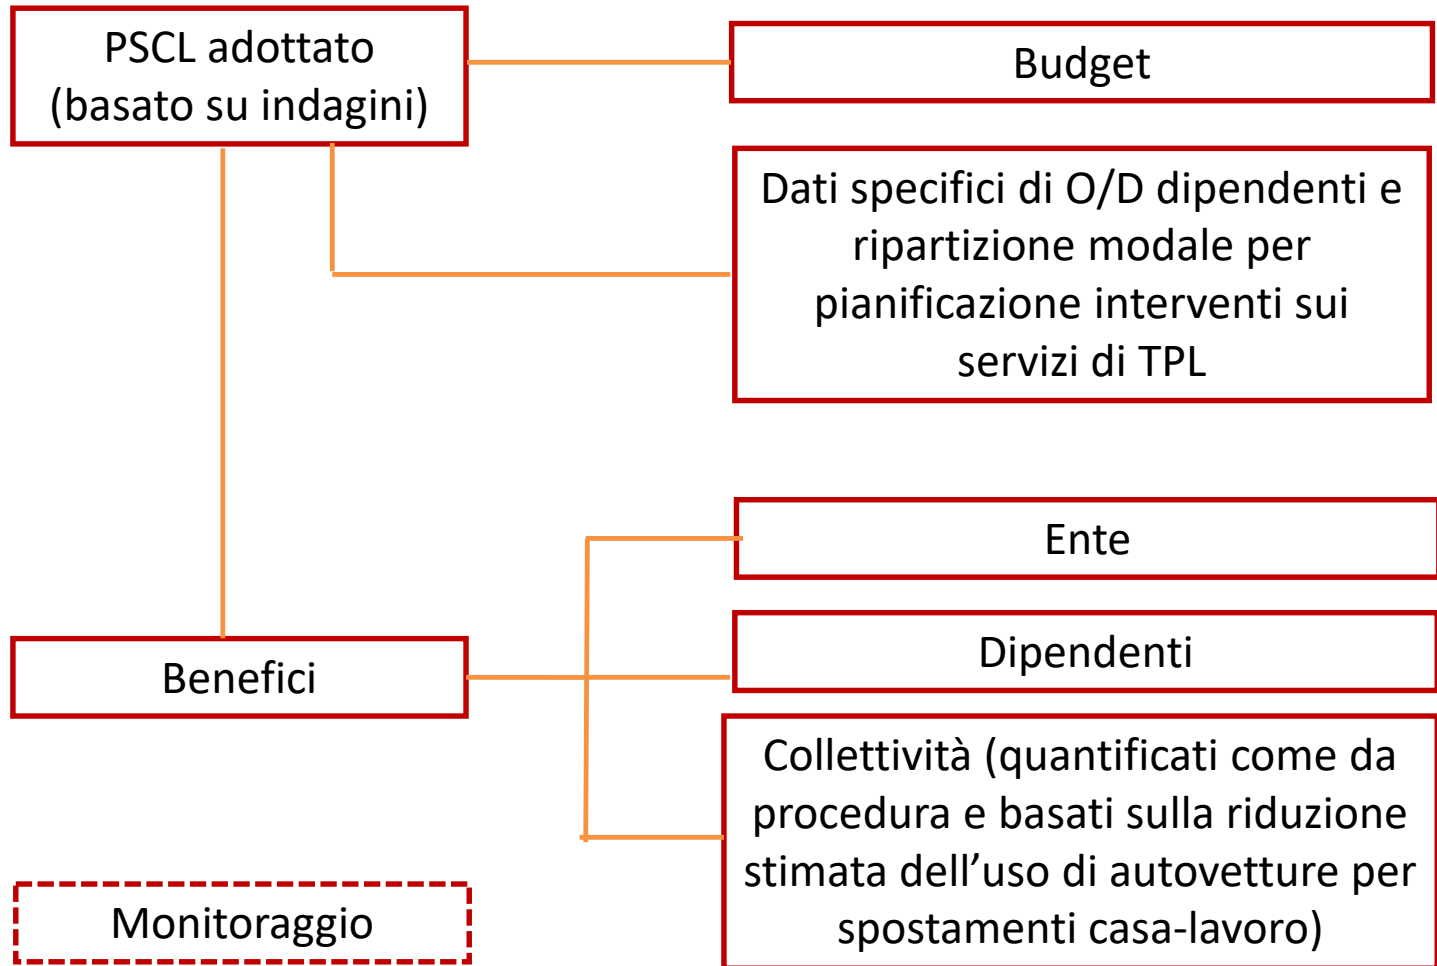 PSCL adottato
(basato su indagini)
Budget
Dati specifici di O/D dipendenti e
ripartizione modale per
pianificazione interventi sui
servizi di TPL
Ente
Benefici
Dipendenti
Collettività (quantificati come da
procedura e basati sulla riduzione
stimata dell’uso di autovetture per
spostamenti casa-lavoro)
Monitoraggio